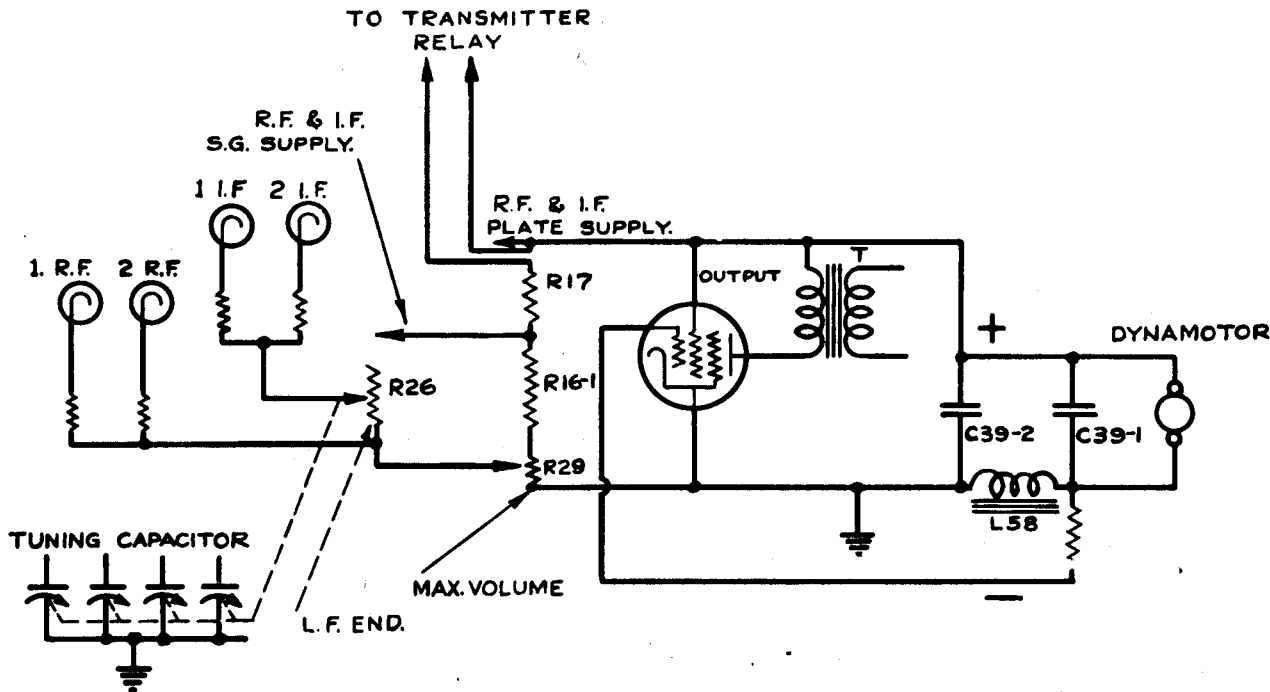 TO TRANSMITTER
RELAY
R.F. & I.F.
S.G. SUPPLY.
1 I.F 2 I.F.
R.F. & I.F.
PLATE SUPPLY.
1. R.F. 2 R.F.
R17
OUTPUT
T
+
DYNAMOTOR
R26
R16-1
C39-2
C39-1
R29
L58
TUNING CAPACITOR
MAX. VOLUME
L.F. END.
—